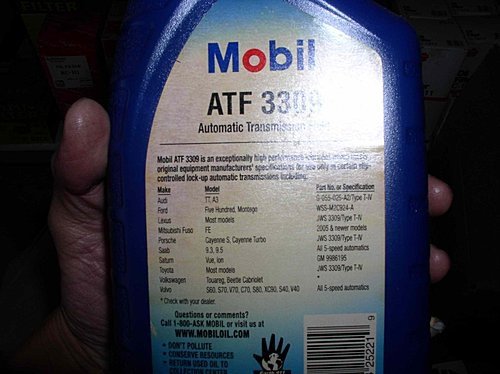 Mobil
ATF 3309
Automatic Transmission
Mobil ATF 3309 is an exceptionally high performance
original equipment manufacturers' specifications for use only in certain
controlled lock-up automatic transmissions including:
Make Model Part No. or Specification
Audi TT, A3 G-055-025-A2/Type T-IV
Ford Five Hundred, Montego WSS-M2C924-A
Lexus Most models JWS 3309/Type T-IV
Mitsubishi Fuso FE 2005 & newer models
Porsche Cayenne S, Cayenne Turbo JWS 3309/Type T-IV
Saab 9.3, 9.5 All 5-speed automatics
Saturn Vue, Ion GM 9986195
Toyota Most models JWS 3309/Type T-IV
Volkswagen Touareg, Beetle Cabriolet *
Volvo S60, S70, V70, C70, S80, XC90, S40, V40 All 5-speed automatics
* Check with your dealer.
Questions or comments?
Call 1-800-ASK MOBIL or visit us at
WWW.MOBILOIL.COM
• DON'T POLLUTE
• CONSERVE RESOURCES
• RETURN USED OIL TO
COLLECTION CENTER
25221 9
OIL FILTER